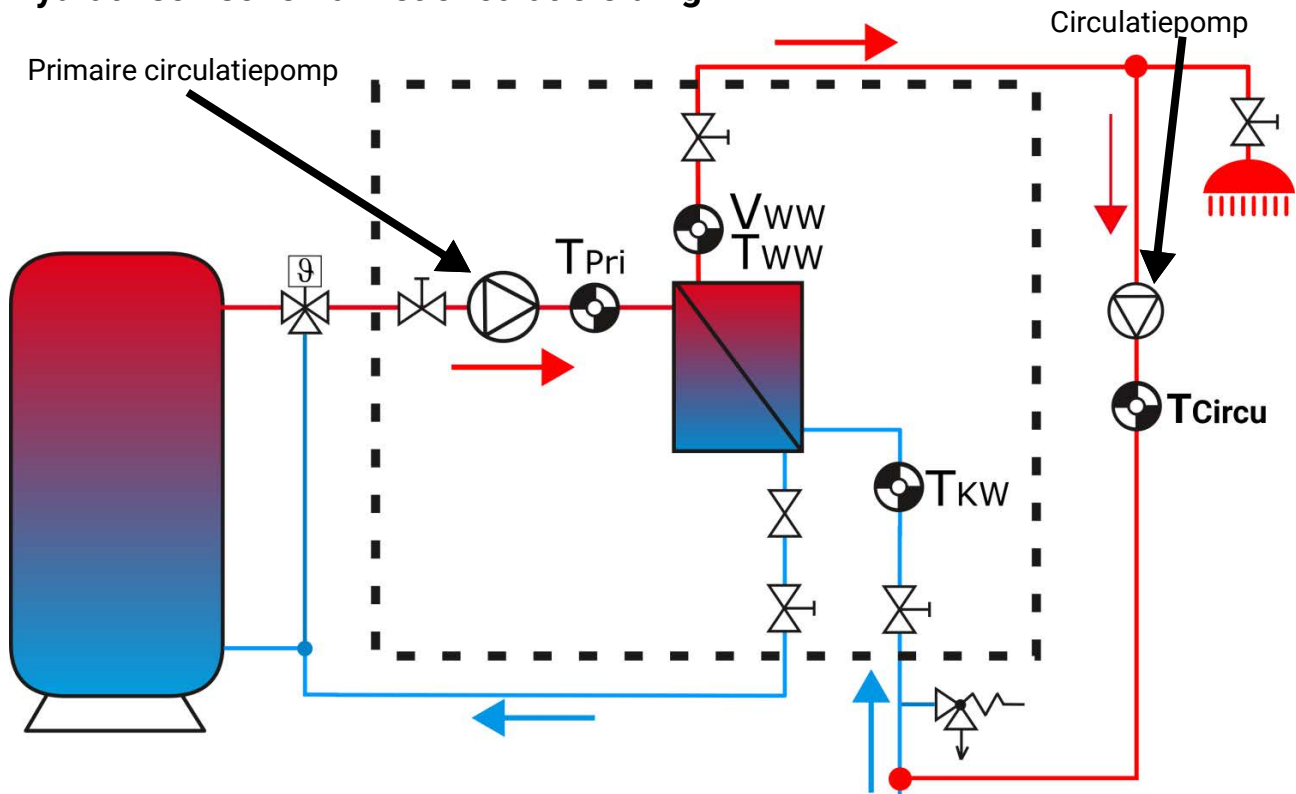 Circulatiepomp
Primaire circulatiepomp
VWW
TWW
TPri
ϑ
TCircu
TKW